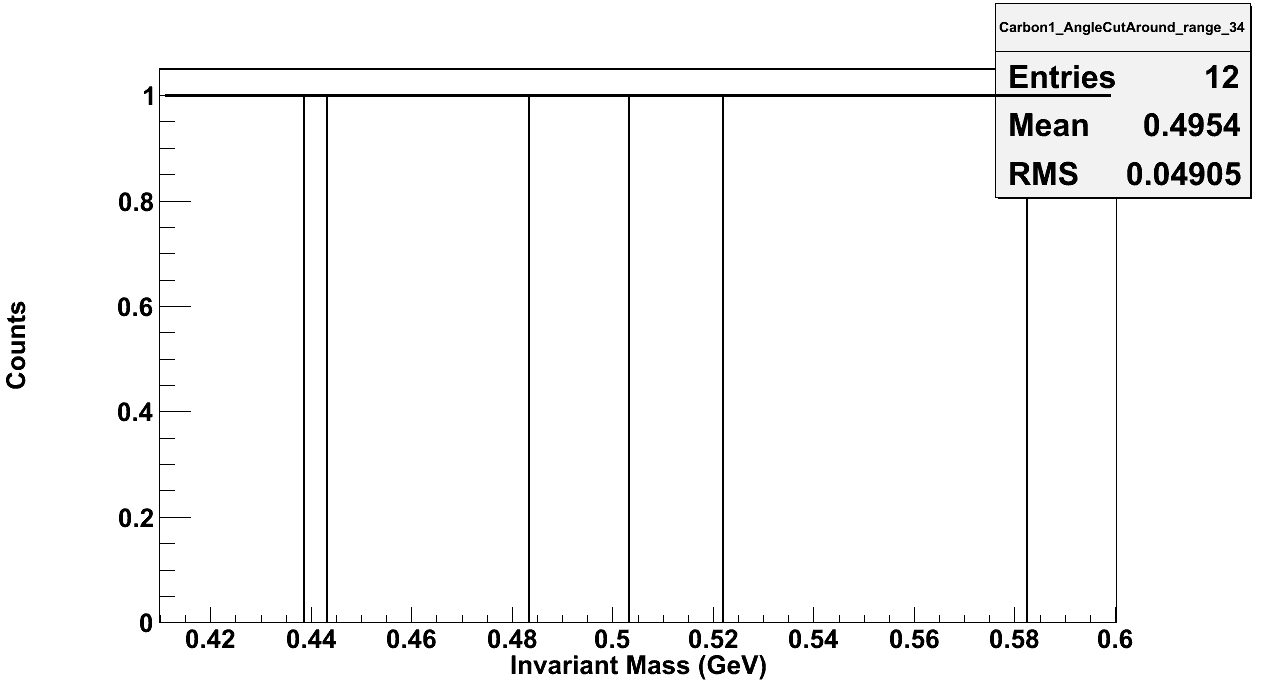 Carbon1_AngleCutAround_range_34
Entries 12
Mean 0.4954
RMS 0.04905
1
0.8
0.6
0.4
0.2
0
Counts
0.42 0.44 0.46 0.48 0.5 0.52 0.54 0.56 0.58 0.6
Invariant Mass (GeV)